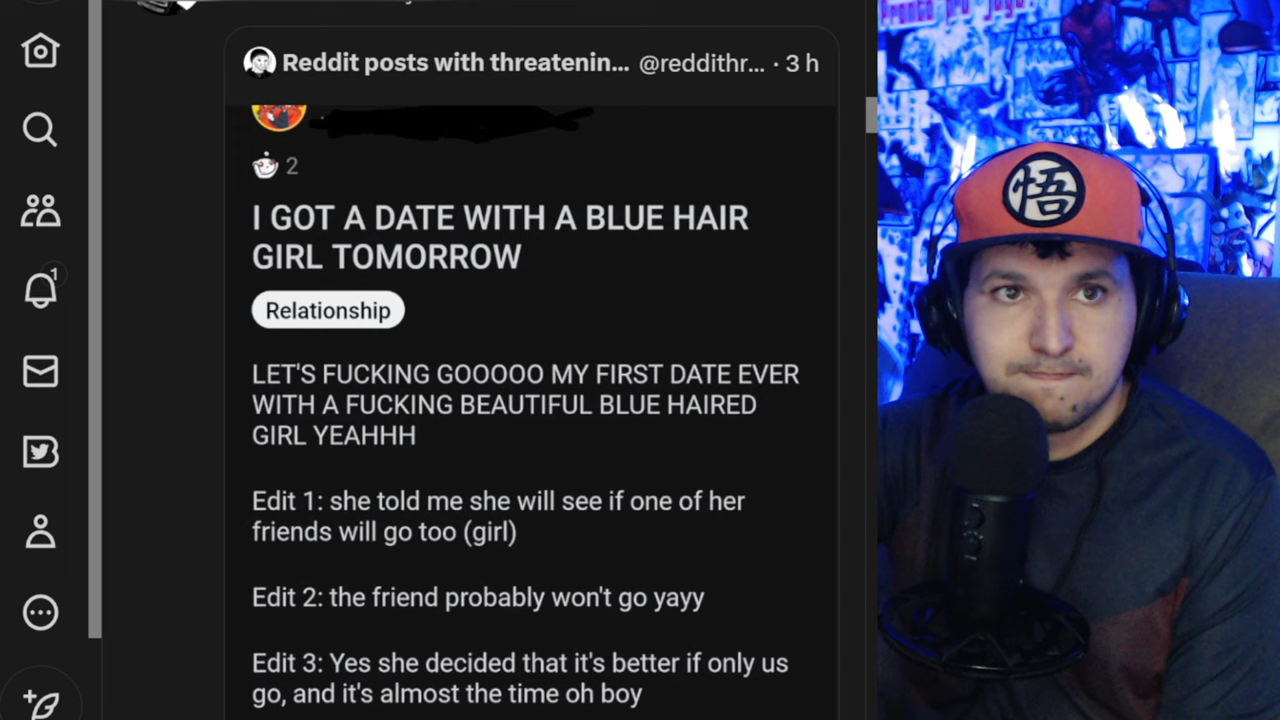 Reddit posts with threatenin... @reddithr... · 3 h
2
I GOT A DATE WITH A BLUE HAIR
GIRL TOMORROW
Relationship
LET'S FUCKING GOOOOO MY FIRST DATE EVER
WITH A FUCKING BEAUTIFUL BLUE HAIRED
GIRL YEAHHH
Edit 1: she told me she will see if one of her
friends will go too (girl)
Edit 2: the friend probably won't go yayy
Edit 3: Yes she decided that it's better if only us
go, and it's almost the time oh boy
1
悟